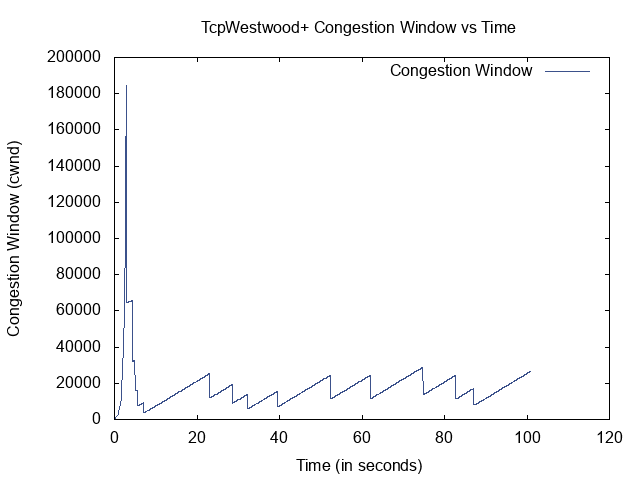 TcpWestwood+ Congestion Window vs Time
Congestion Window
Congestion Window (cwnd)
200000
180000
160000
140000
120000
100000
80000
60000
40000
20000
0
0 20 40 60 80 100 120
Time (in seconds)